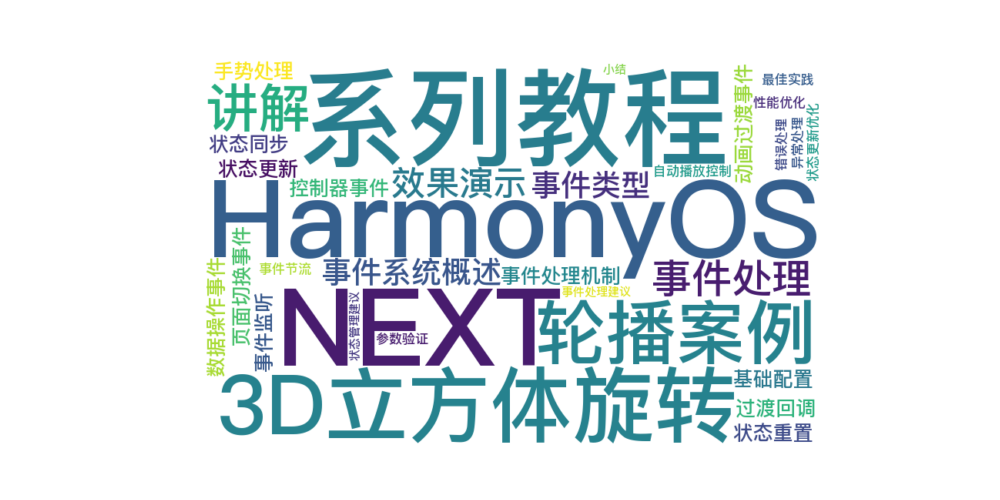 手势处理
小结
系列教程
讲解
最佳实践
性能优化
动画过渡事件
错误处理
异常处理
状态更新优化
状态同步
状态更新
控制器事件
效果演示
事件类型
自动播放控制
HarmonyOS
页面切换事件
数据操作事件
事件节流
事件监听
事件系统概述
事件处理机制
事件处理
事件处理建议
NEXT
状态管理建议
参数验证
轮播案例
3D立方体旋转
基础配置
过渡回调
状态重置